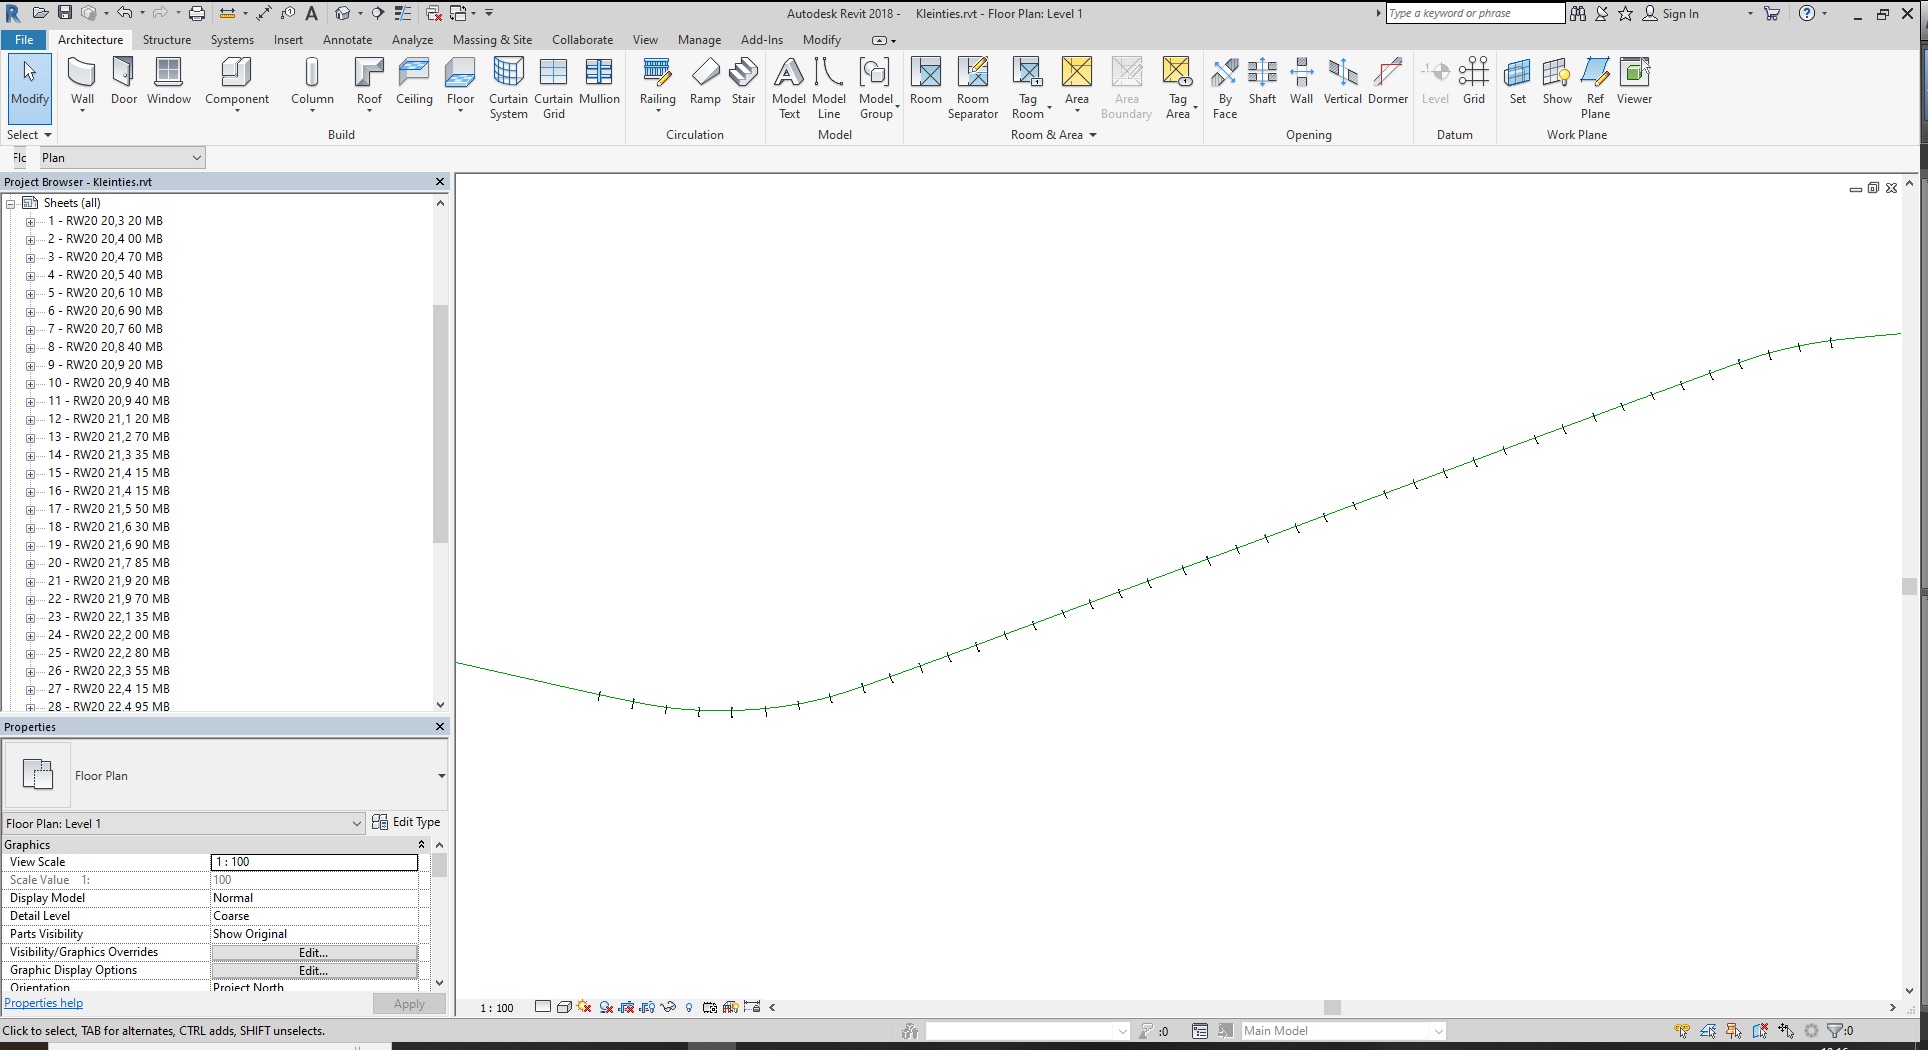 Autodesk Revit 2018 - Kleinties.rvt - Floor Plan: Level 1
Type a keyword or phrase
Sign In
File Architecture Structure Systems Insert Annotate Analyze Massing & Site Collaborate View Manage Add-Ins Modify
Modify Wall Door Window Component Column Roof Ceiling Floor Curtain System Curtain Grid Mullion Railing Ramp Stair Model Text Model Line Model Group Room Room Separator Tag Room Area Area Boundary Tag Area By Face Shaft Wall Vertical Dormer Level Grid Set Show Ref Plane Viewer
Select Build Circulation Model Room & Area Opening Datum Work Plane
Flc Plan
Project Browser - Kleinties.rvt
Sheets (all)
1 - RW20 20,3 20 MB
2 - RW20 20,4 00 MB
3 - RW20 20,4 70 MB
4 - RW20 20,5 40 MB
5 - RW20 20,6 10 MB
6 - RW20 20,6 90 MB
7 - RW20 20,7 60 MB
8 - RW20 20,8 40 MB
9 - RW20 20,9 20 MB
10 - RW20 20,9 40 MB
11 - RW20 20,9 40 MB
12 - RW20 21,1 20 MB
13 - RW20 21,2 70 MB
14 - RW20 21,3 35 MB
15 - RW20 21,4 15 MB
16 - RW20 21,4 15 MB
17 - RW20 21,5 50 MB
18 - RW20 21,6 30 MB
19 - RW20 21,6 90 MB
20 - RW20 21,7 85 MB
21 - RW20 21,9 20 MB
22 - RW20 21,9 70 MB
23 - RW20 22,1 35 MB
24 - RW20 22,2 00 MB
25 - RW20 22,2 80 MB
26 - RW20 22,3 55 MB
27 - RW20 22,4 15 MB
28 - RW20 22,4 95 MB
Properties
Floor Plan
Floor Plan: Level 1 Edit Type
Graphics
View Scale 1 : 100
Scale Value 1: 100
Display Model Normal
Detail Level Coarse
Parts Visibility Show Original
Visibility/Graphics Overrides Edit...
Graphic Display Options Edit...
Orientation Project North
Properties help Apply
1 : 100
Click to select, TAB for alternates, CTRL adds, SHIFT unselects.
:0 Main Model :0